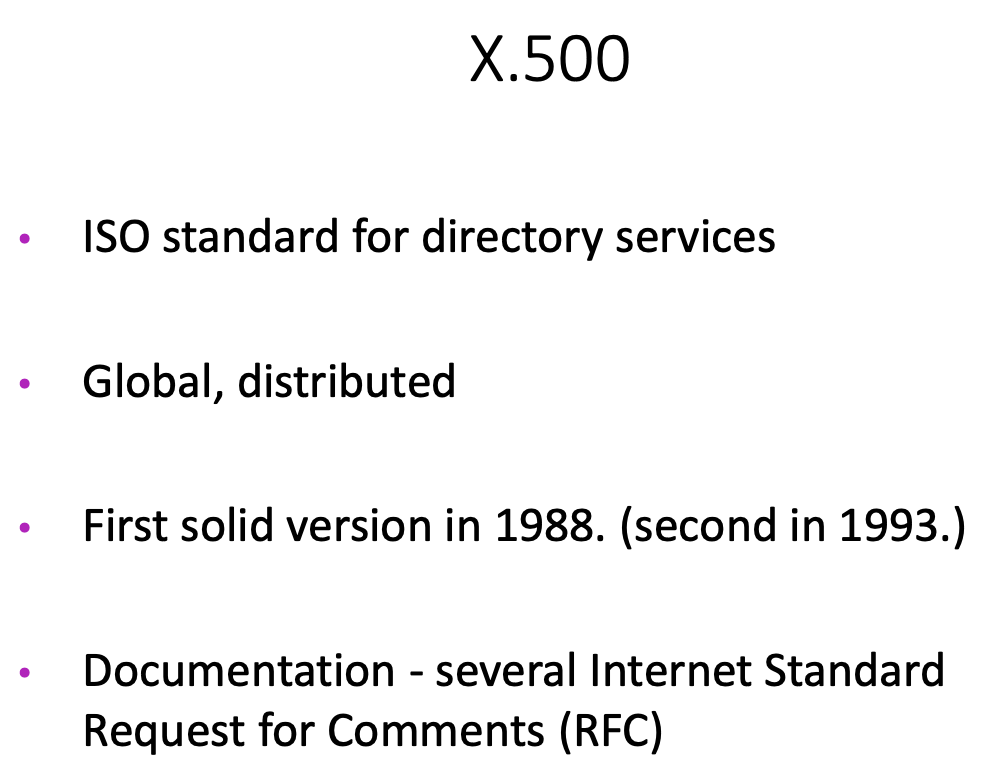 X.500
• ISO standard for directory services
• Global, distributed
• First solid version in 1988. (second in 1993.)
• Documentation - several Internet Standard
Request for Comments (RFC)